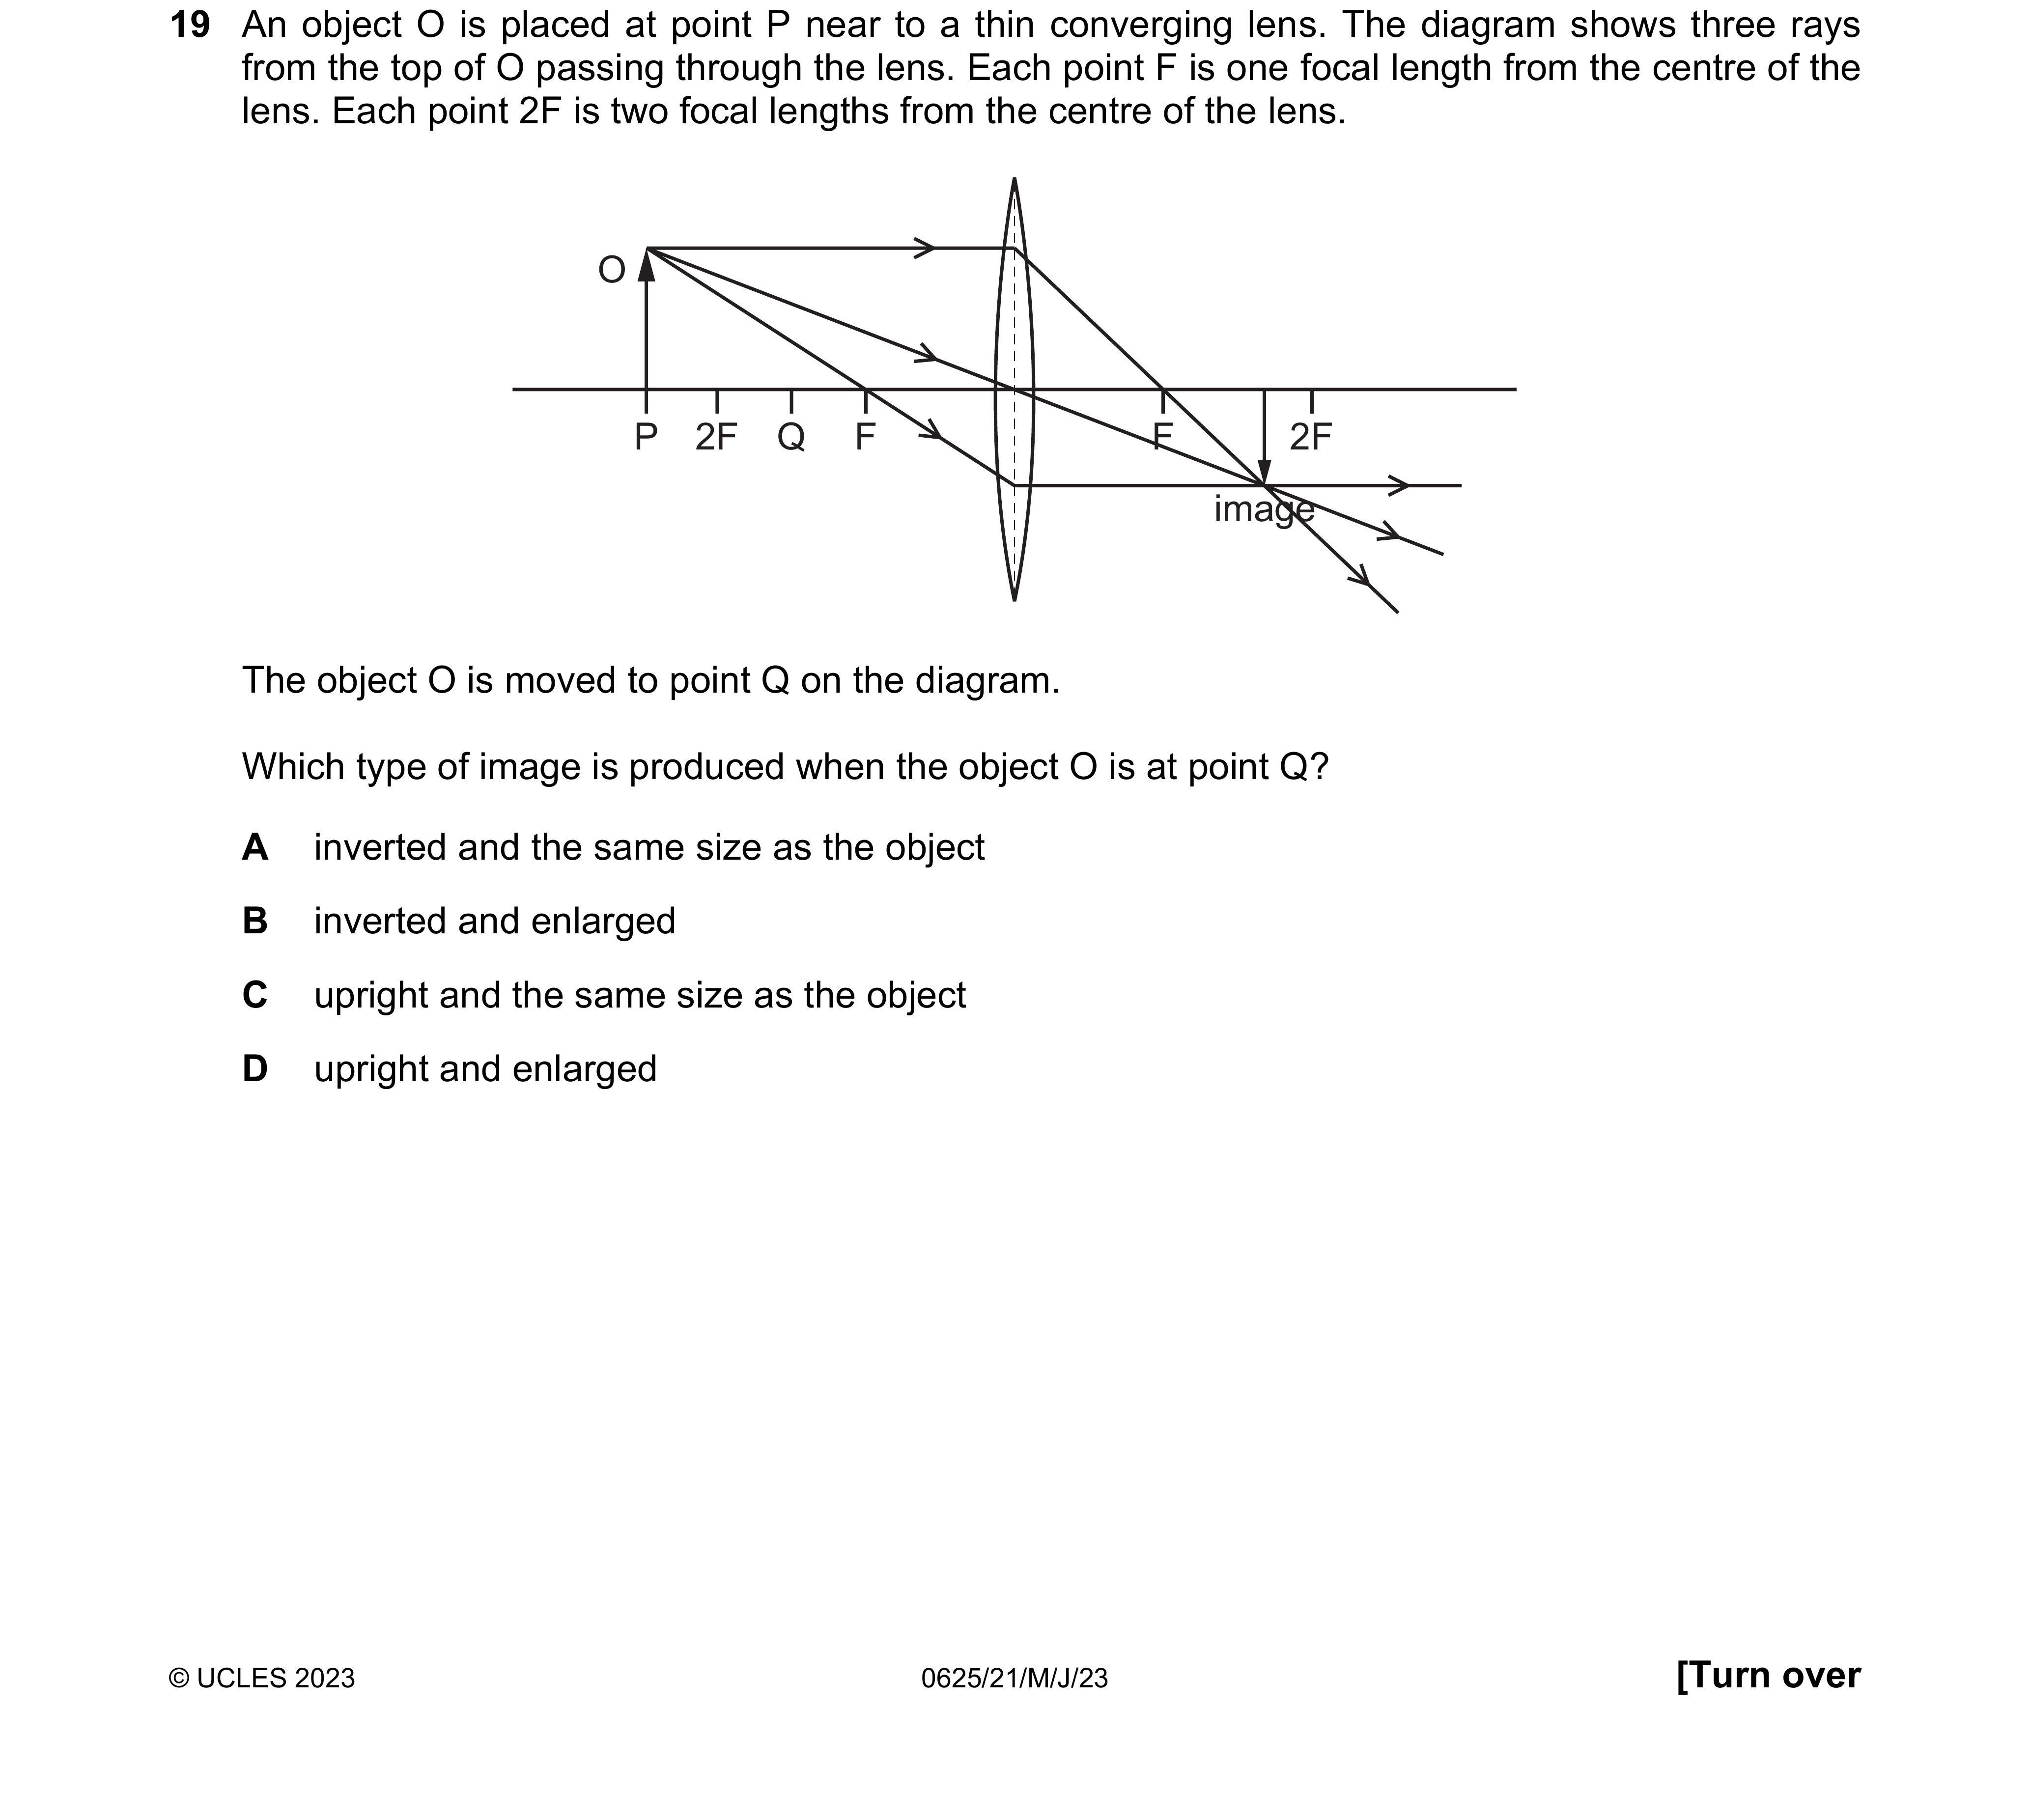 19 An object O is placed at point P near to a thin converging lens. The diagram shows three rays
from the top of O passing through the lens. Each point F is one focal length from the centre of the
lens. Each point 2F is two focal lengths from the centre of the lens.
O
P 2F Q F F 2F
image
The object O is moved to point Q on the diagram.
Which type of image is produced when the object O is at point Q?
A inverted and the same size as the object
B inverted and enlarged
C upright and the same size as the object
D upright and enlarged
© UCLES 2023 0625/21/M/J/23 [Turn over